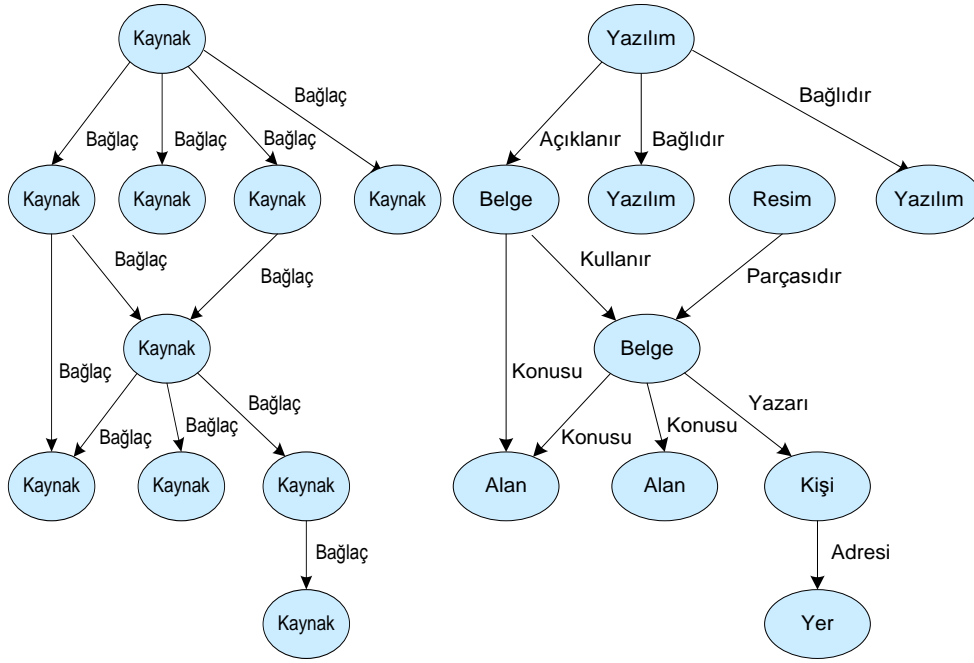 Kaynak
Bağlaç
Bağlaç
Bağlaç
Bağlaç
Kaynak
Kaynak
Kaynak
Kaynak
Bağlaç
Bağlaç
Kaynak
Bağlaç
Bağlaç
Bağlaç
Bağlaç
Kaynak
Kaynak
Kaynak
Bağlaç
Kaynak
Yazılım
Bağlıdır
Açıklanır
Bağlıdır
Belge
Yazılım
Resim
Yazılım
Kullanır
Parçasıdır
Belge
Konusu
Yazarı
Konusu
Konusu
Alan
Alan
Kişi
Adresi
Yer